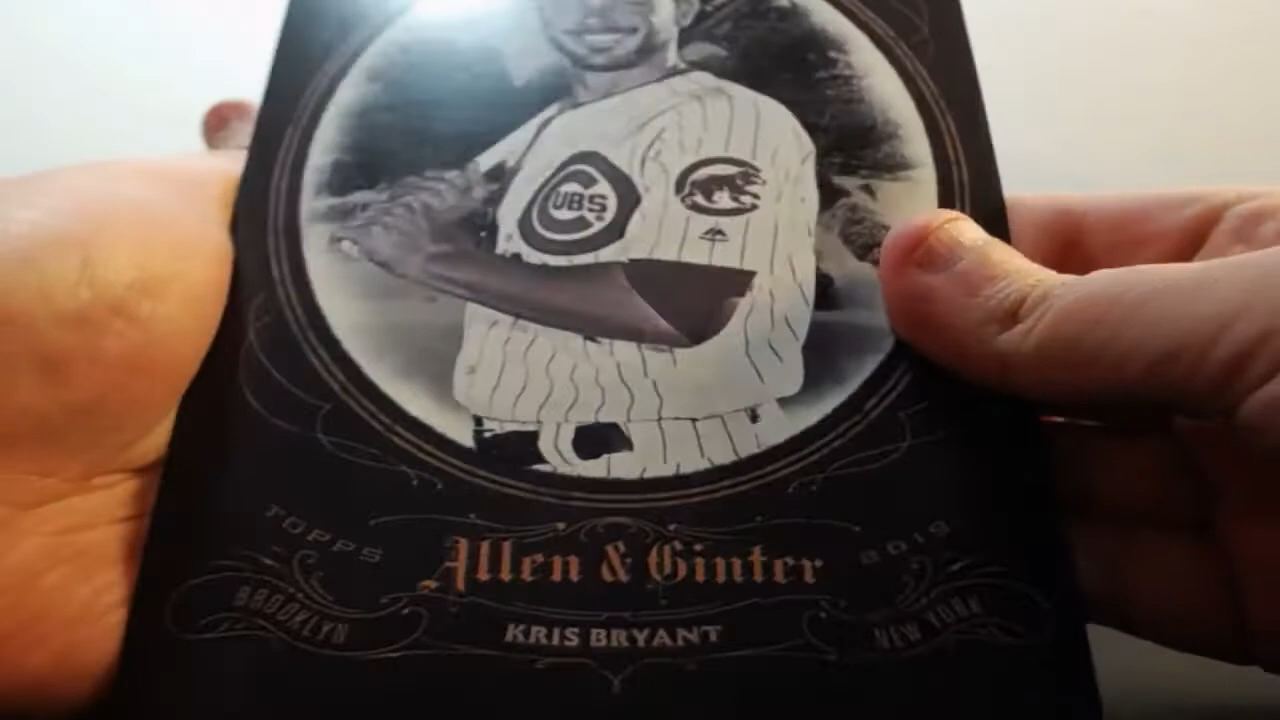 CUBS
TOPPS
Allen & Ginter
2019
BROOKLYN
KRIS BRYANT
NEW YORK